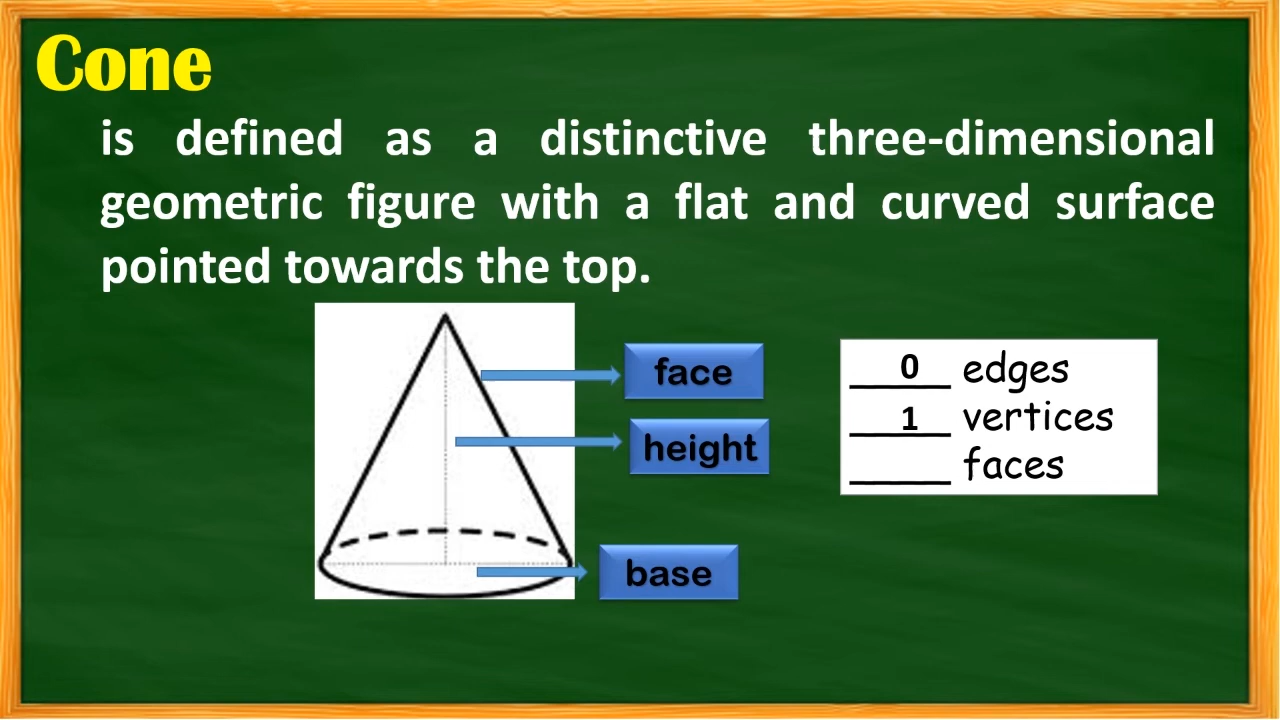 Cone
is defined as a distinctive three-dimensional
geometric figure with a flat and curved surface
pointed towards the top.
face
height
base
0 edges
1 vertices
_____ faces